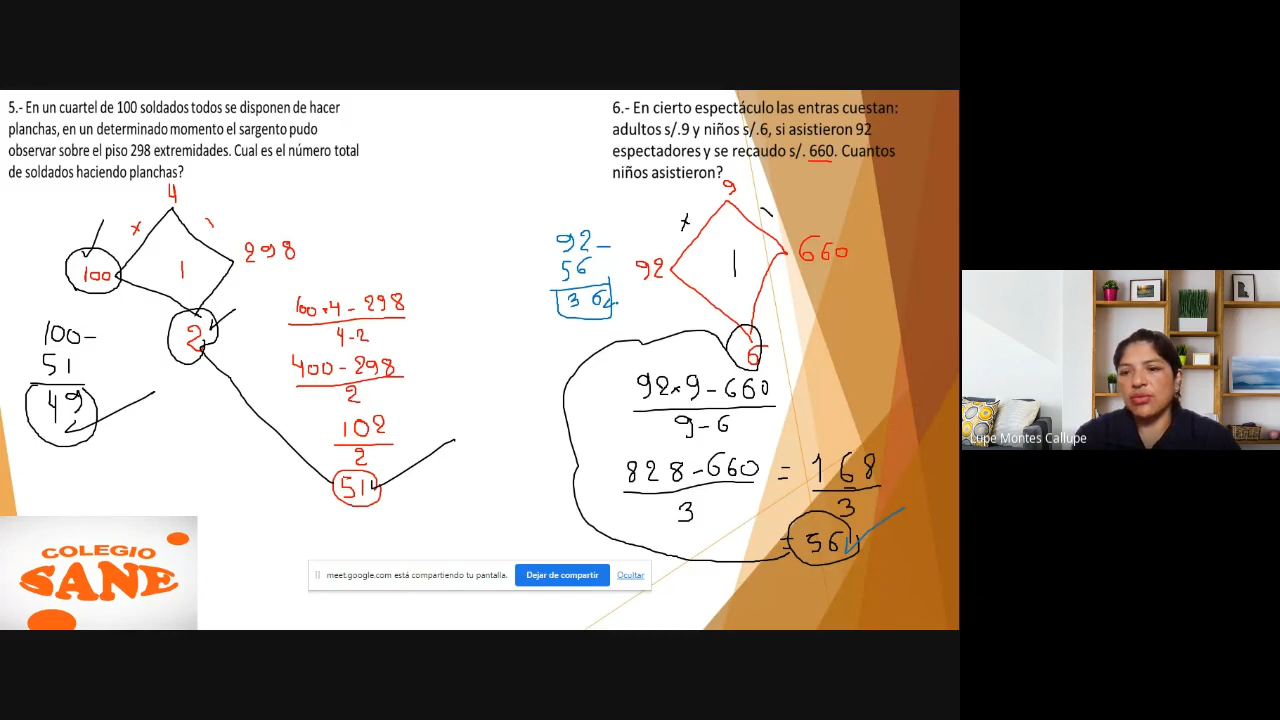 5.- En un cuartel de 100 soldados todos se disponen de hacer
planchas, en un determinado momento el sargento pudo
observar sobre el piso 298 extremidades. Cual es el número total
de soldados haciendo planchas?
4
x
-
100
1
298
2
100 -
51
49
100 x 4 - 298
4 - 2
400 - 298
2
102
2
51
6.- En cierto espectáculo las entras cuestan:
adultos s/.9 y niños s/.6, si asistieron 92
espectadores y se recaudo s/. 660. Cuantos
niños asistieron?
9
x
-
92
1
660
6
92 -
56
36
92 x 9 - 660
9 - 6
828 - 660 = 168
3
3
= 56
COLEGIO
SANE
meet.google.com está compartiendo tu pantalla.
Dejar de compartir
Ocultar
Lupe Montes Callupe